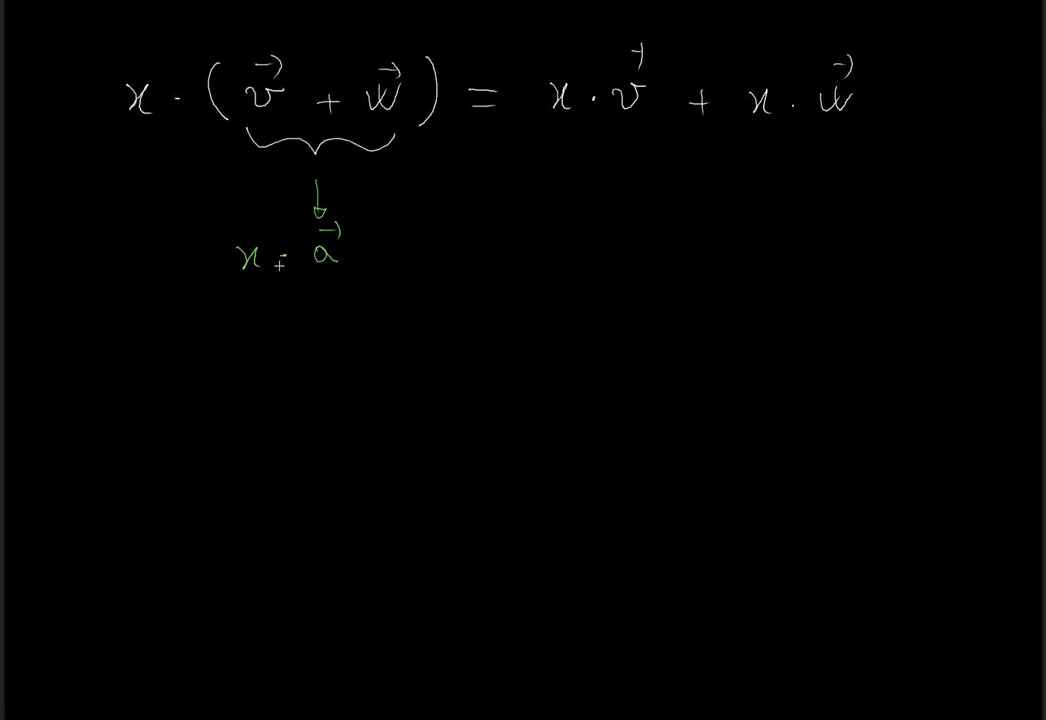 x · (v⃗ + w⃗) = x · v⃗ + x · w⃗
x · a⃗